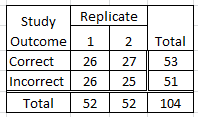 Study Outcome Replicate Total
1 2
Correct 26 27 53
Incorrect 26 25 51
Total 52 52 104